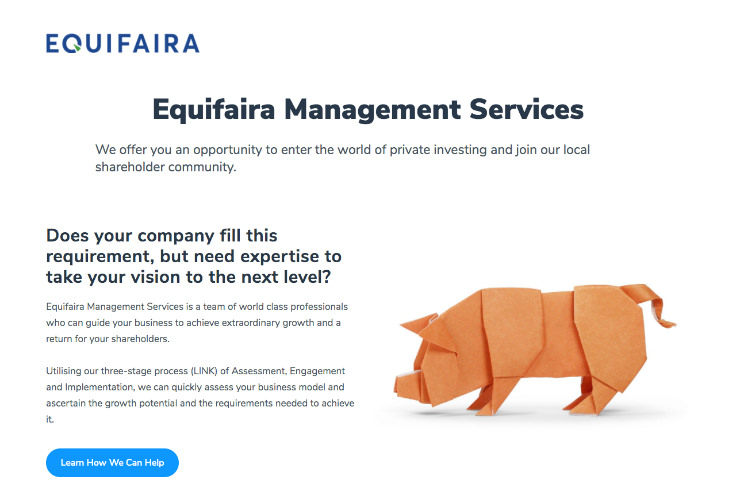 EQUIFAIRA
Equifaira Management Services
We offer you an opportunity to enter the world of private investing and join our local
shareholder community.
Does your company fill this
requirement, but need expertise to
take your vision to the next level?
Equifaira Management Services is a team of world class professionals
who can guide your business to achieve extraordinary growth and a
return for your shareholders.
Utilising our three-stage process (LINK) of Assessment, Engagement
and Implementation, we can quickly assess your business model and
ascertain the growth potential and the requirements needed to achieve
it.
Learn How We Can Help